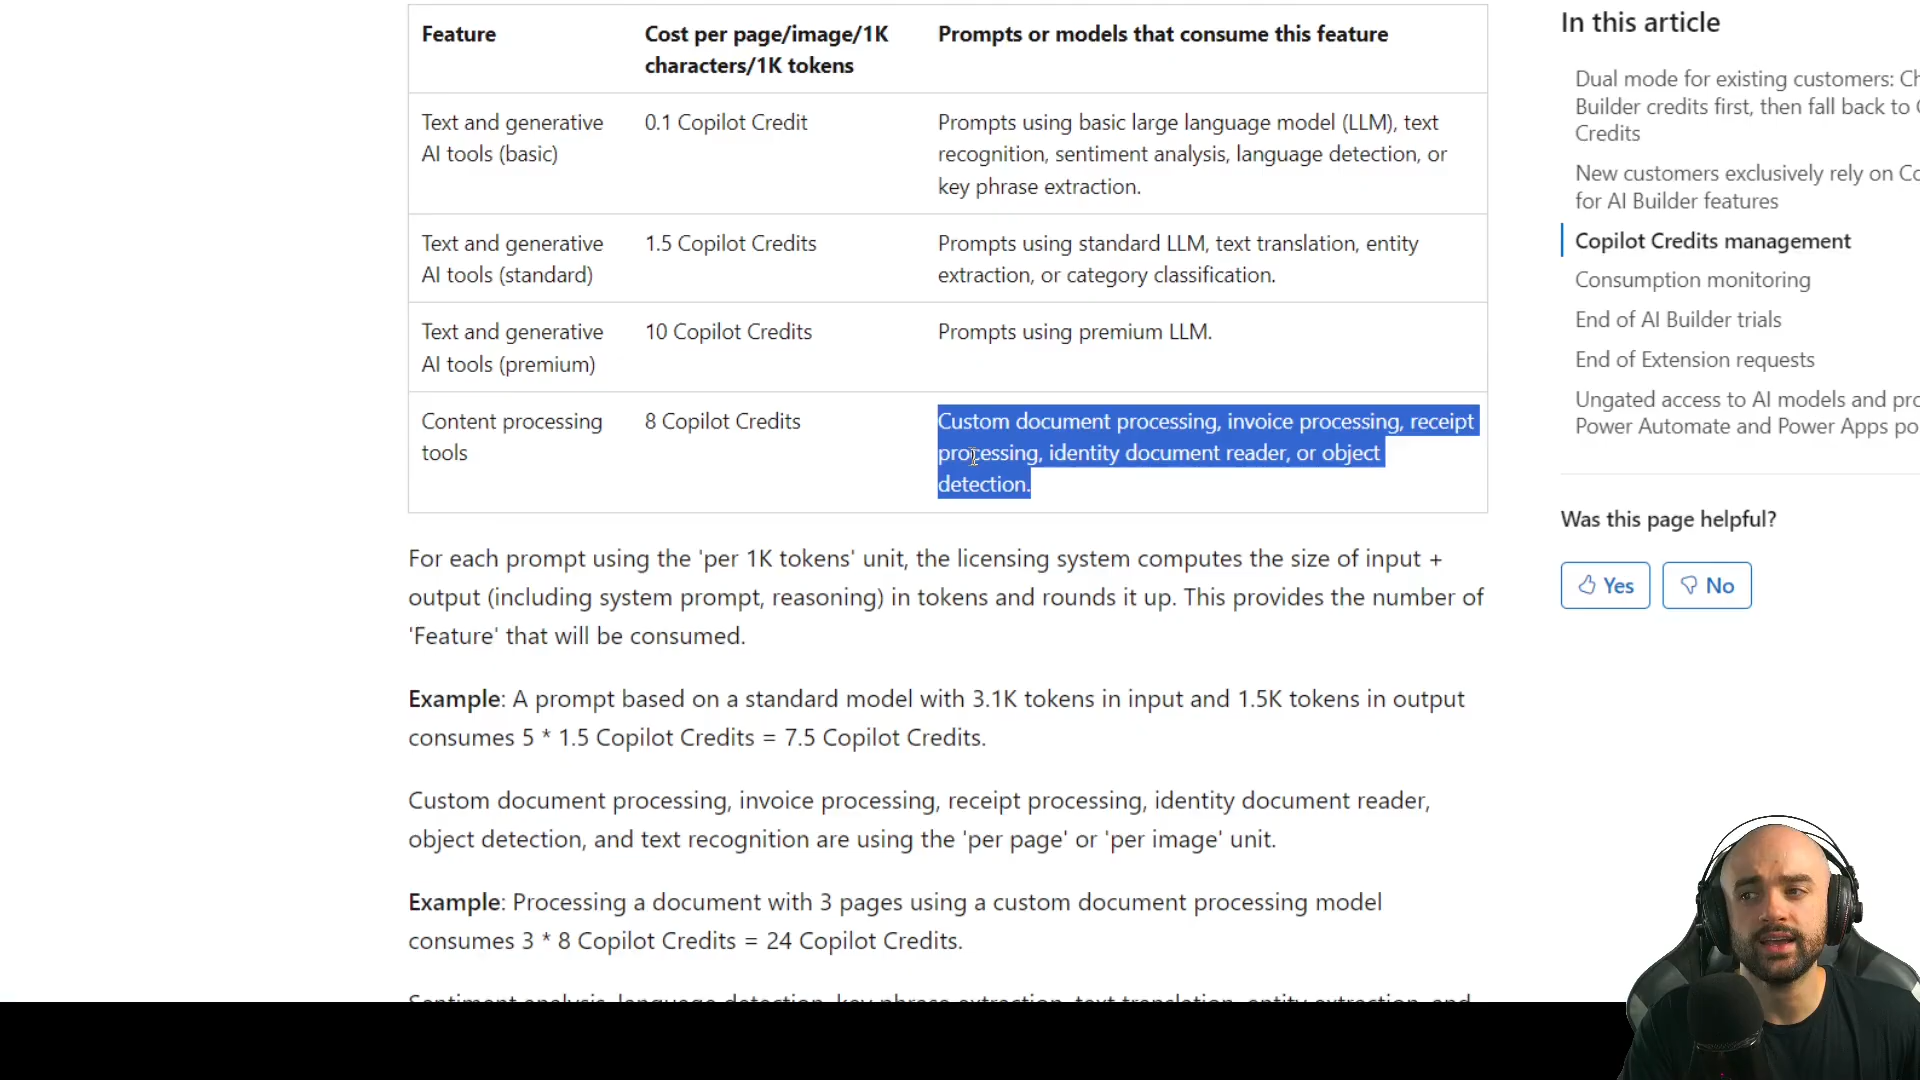 Feature
Cost per page/image/1K
characters/1K tokens
Prompts or models that consume this feature
Text and generative
AI tools (basic)
0.1 Copilot Credit
Prompts using basic large language model (LLM), text
recognition, sentiment analysis, language detection, or
key phrase extraction.
Text and generative
AI tools (standard)
1.5 Copilot Credits
Prompts using standard LLM, text translation, entity
extraction, or category classification.
Text and generative
AI tools (premium)
10 Copilot Credits
Prompts using premium LLM.
Content processing
tools
8 Copilot Credits
Custom document processing, invoice processing, receipt
processing, identity document reader, or object
detection.
For each prompt using the 'per 1K tokens' unit, the licensing system computes the size of input +
output (including system prompt, reasoning) in tokens and rounds it up. This provides the number of
'Feature' that will be consumed.
Example: A prompt based on a standard model with 3.1K tokens in input and 1.5K tokens in output
consumes 5 * 1.5 Copilot Credits = 7.5 Copilot Credits.
Custom document processing, invoice processing, receipt processing, identity document reader,
object detection, and text recognition are using the 'per page' or 'per image' unit.
Example: Processing a document with 3 pages using a custom document processing model
consumes 3 * 8 Copilot Credits = 24 Copilot Credits.
Sentiment analysis, language detection, key phrase extraction, text translation, entity extraction, and
In this article
Dual mode for existing customers: Ch
Builder credits first, then fall back to C
Credits
New customers exclusively rely on Co
for AI Builder features
Copilot Credits management
Consumption monitoring
End of AI Builder trials
End of Extension requests
Ungated access to AI models and pro
Power Automate and Power Apps po
Was this page helpful?
Yes
No